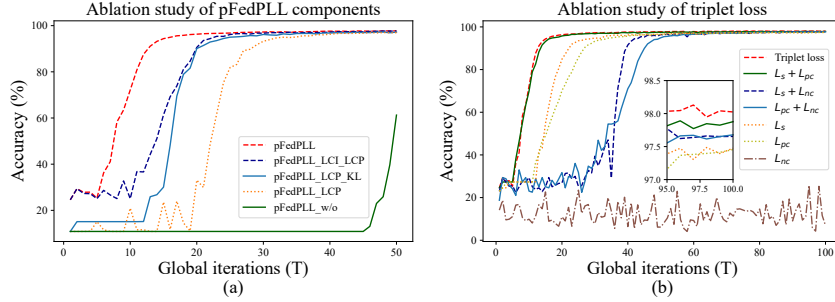 Ablation study of pFedPLL components
Accuracy (%)
100
80
60
40
20
0
10
20
30
40
50
Global iterations (T)
pFedPLL
pFedPLL_LCI_LCP
pFedPLL_LCP_KL
pFedPLL_LCP
pFedPLL_w/o
(a)
Ablation study of triplet loss
Accuracy (%)
100
80
60
40
20
0
0
20
40
60
80
100
Global iterations (T)
Triplet loss
L_s + L_pc
L_s + L_nc
L_pc + L_nc
L_s
L_pc
L_nc
98.5
98.0
97.5
97.0
95.0
97.5
100.0
(b)